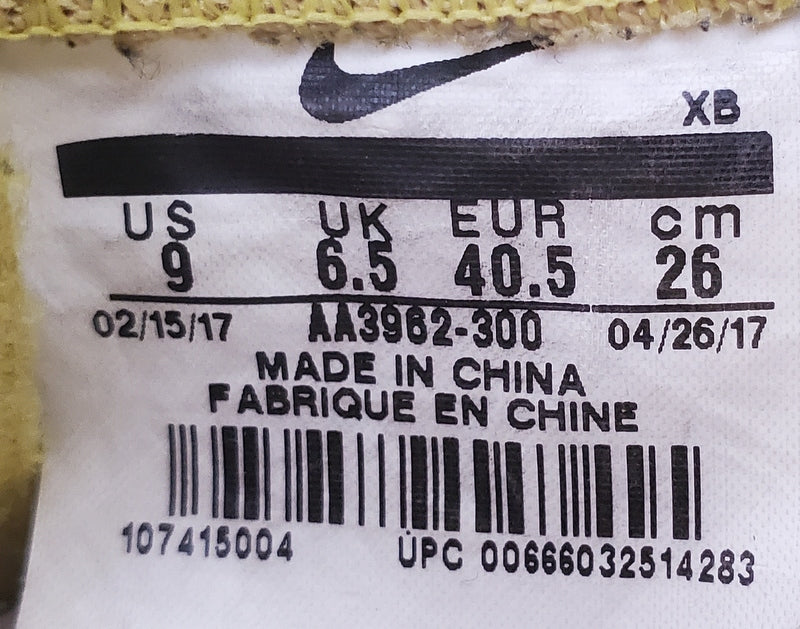 XB
US UK EUR cm
9 6.5 40.5 26
02/15/17 AA3962-300 04/26/17
MADE IN CHINA
FABRIQUE EN CHINE
107415004 UPC 00666032514283